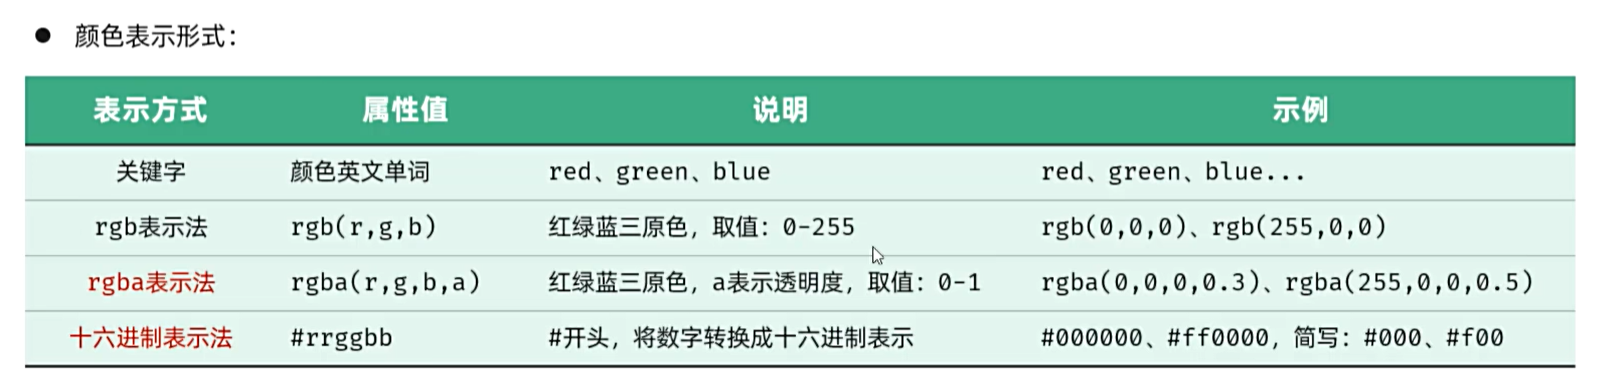 ● 颜色表示形式：
表示方式 属性值 说明 示例
关键字 颜色英文单词 red、green、blue red、green、blue...
rgb表示法 rgb(r,g,b) 红绿蓝三原色，取值：0-255 rgb(0,0,0)、rgb(255,0,0)
rgba表示法 rgba(r,g,b,a) 红绿蓝三原色，a表示透明度，取值：0-1 rgba(0,0,0,0.3)、rgba(255,0,0,0.5)
十六进制表示法 #rrggbb #开头，将数字转换成十六进制表示 #000000、#ff0000，简写：#000、#f00